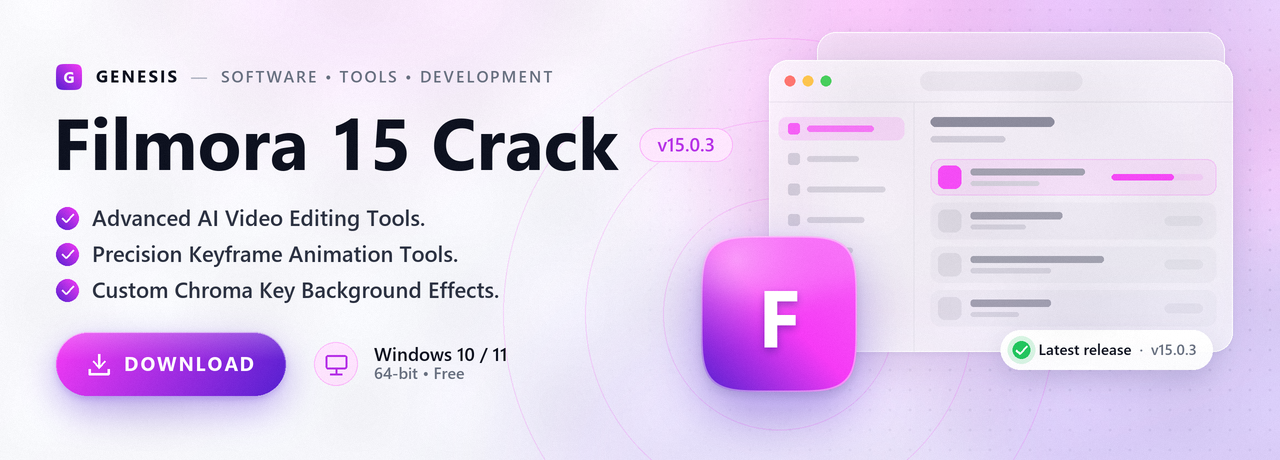 G GENESIS — SOFTWARE • TOOLS • DEVELOPMENT
Filmora 15 Crack v15.0.3
Advanced AI Video Editing Tools.
Precision Keyframe Animation Tools.
Custom Chroma Key Background Effects.
DOWNLOAD
Windows 10 / 11
64-bit • Free
F
Latest release · v15.0.3